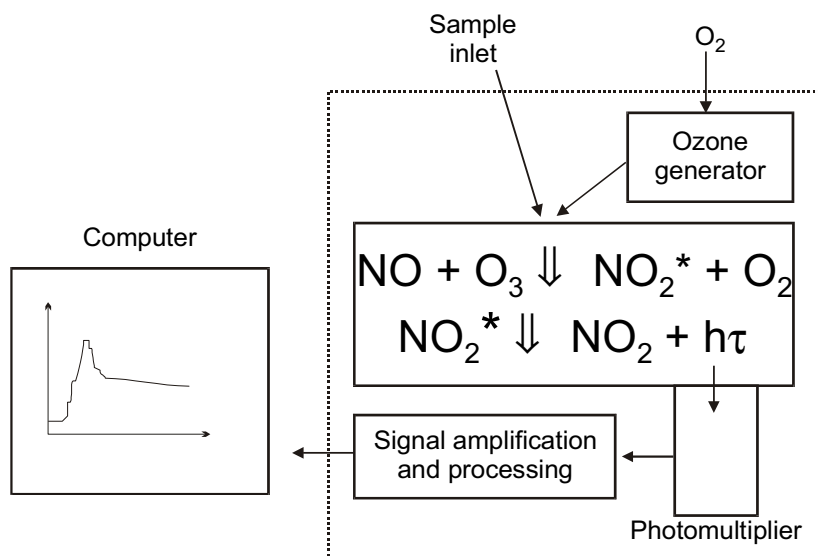 Sample
inlet
O₂
Ozone
generator
Computer
NO + O₃ ⇓ NO₂* + O₂
NO₂* ⇓ NO₂ + hτ
Signal amplification
and processing
Photomultiplier